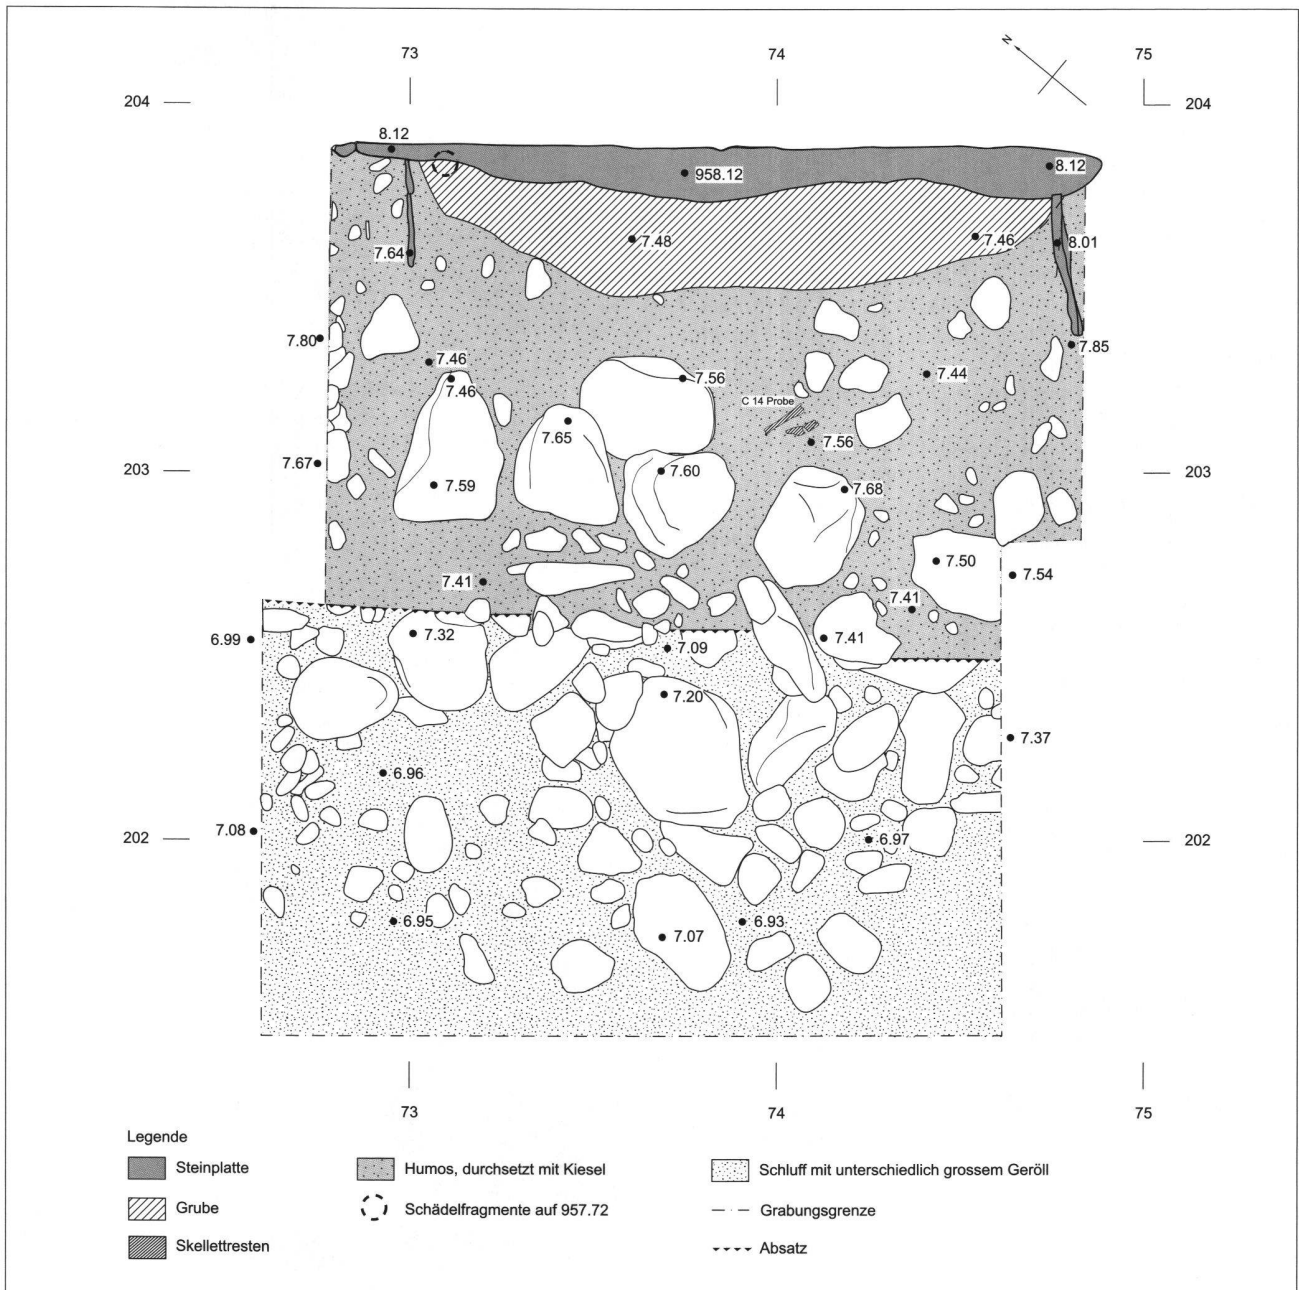 73 74 75
N
204 204
8.12
958.12 8.12
7.48 7.46 8.01
7.64
7.80 7.85
7.46 7.44
7.46 7.56
C 14 Probe
7.65 7.56
203 7.67 7.60 203
7.59 7.68
7.50 7.54
7.41 7.41
6.99 7.32 7.09 7.41
7.20
7.37
6.96
202 7.08 6.97 202
6.95 6.93
7.07
73 74 75
Legende
Steinplatte Humos, durchsetzt mit Kiesel Schluff mit unterschiedlich grossem Geröll
Grube Schädelfragmente auf 957.72 Grabungsgrenze
Skellettresten Absatz